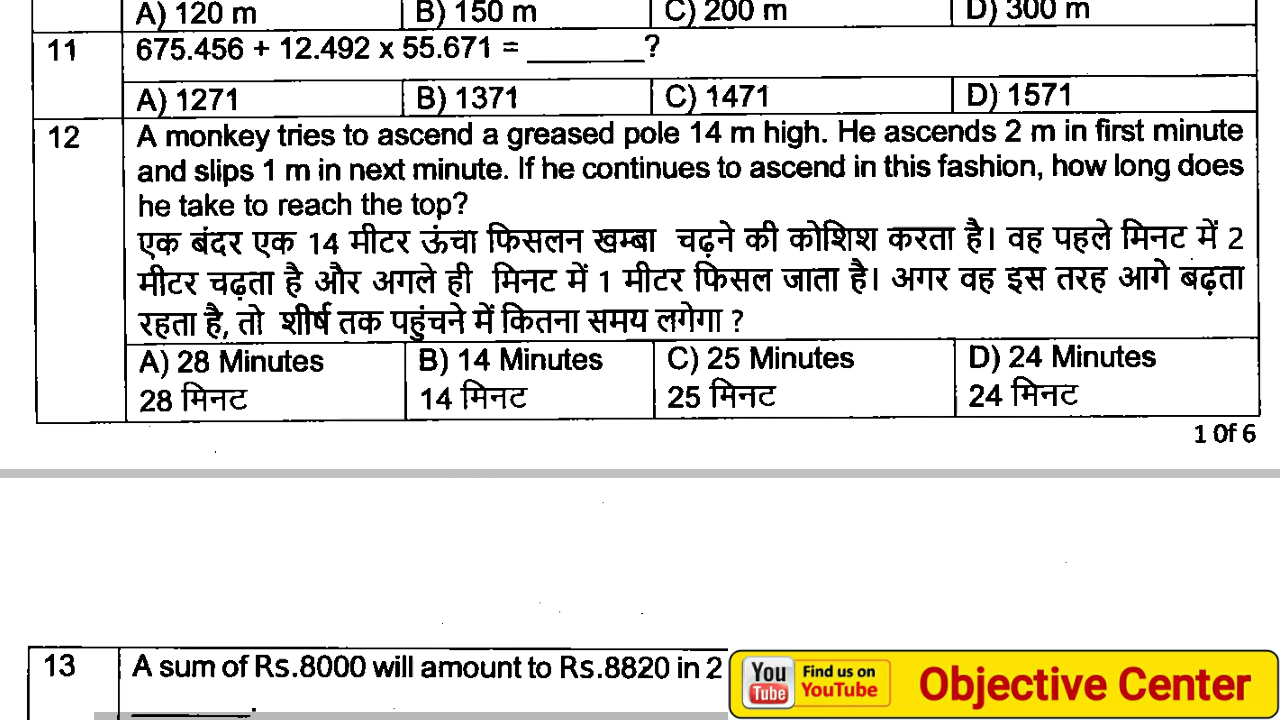 A) 120 m B) 150 m C) 200 m D) 300 m
11 675.456 + 12.492 x 55.671 = ________?
A) 1271 B) 1371 C) 1471 D) 1571
12 A monkey tries to ascend a greased pole 14 m high. He ascends 2 m in first minute
and slips 1 m in next minute. If he continues to ascend in this fashion, how long does
he take to reach the top?
एक बंदर एक 14 मीटर ऊंचा फिसलन खम्बा चढ़ने की कोशिश करता है। वह पहले मिनट में 2
मीटर चढ़ता है और अगले ही मिनट में 1 मीटर फिसल जाता है। अगर वह इस तरह आगे बढ़ता
रहता है, तो शीर्ष तक पहुंचने में कितना समय लगेगा ?
A) 28 Minutes B) 14 Minutes C) 25 Minutes D) 24 Minutes
28 मिनट 14 मिनट 25 मिनट 24 मिनट
1 Of 6
13 A sum of Rs.8000 will amount to Rs.8820 in 2
________.
You Tube Find us on YouTube Objective Center